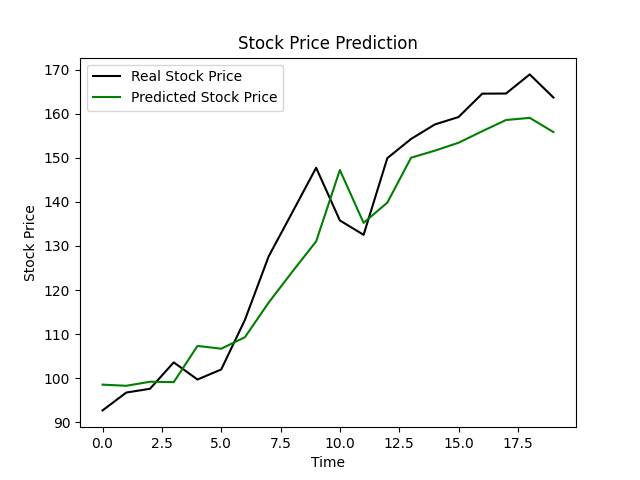 Stock Price Prediction
Real Stock Price
Predicted Stock Price
170
160
150
140
130
120
110
100
90
Stock Price
0.0 2.5 5.0 7.5 10.0 12.5 15.0 17.5
Time